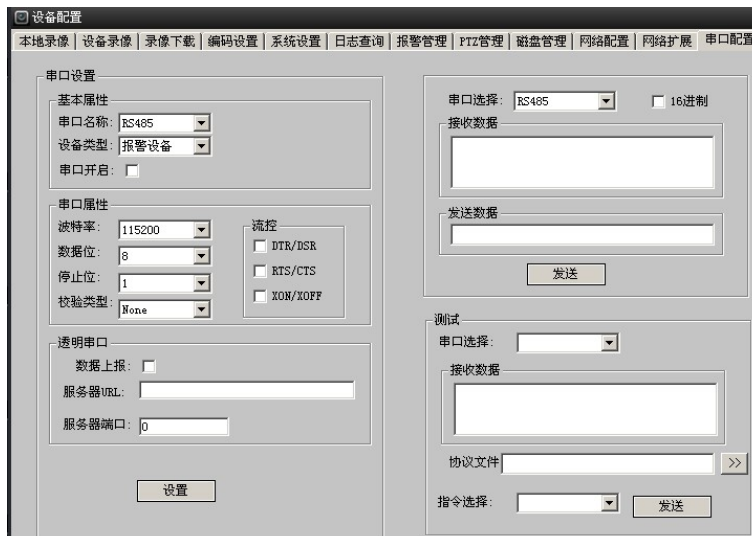 设备配置
本地录像 设备录像 录像下载 编码设置 系统设置 日志查询 报警管理 PTZ管理 磁盘管理 网络配置 网络扩展 串口配置
串口设置
基本属性
串口名称: RS485
设备类型: 报警设备
串口开启:
串口属性
波特率: 115200
数据位: 8
停止位: 1
校验类型: None
流控
DTR/DSR
RTS/CTS
XON/XOFF
透明串口
数据上报:
服务器URL:
服务器端口: 0
设置
串口选择: RS485 16进制
接收数据
发送数据
发送
测试
串口选择:
接收数据
协议文件 >>
指令选择: 发送